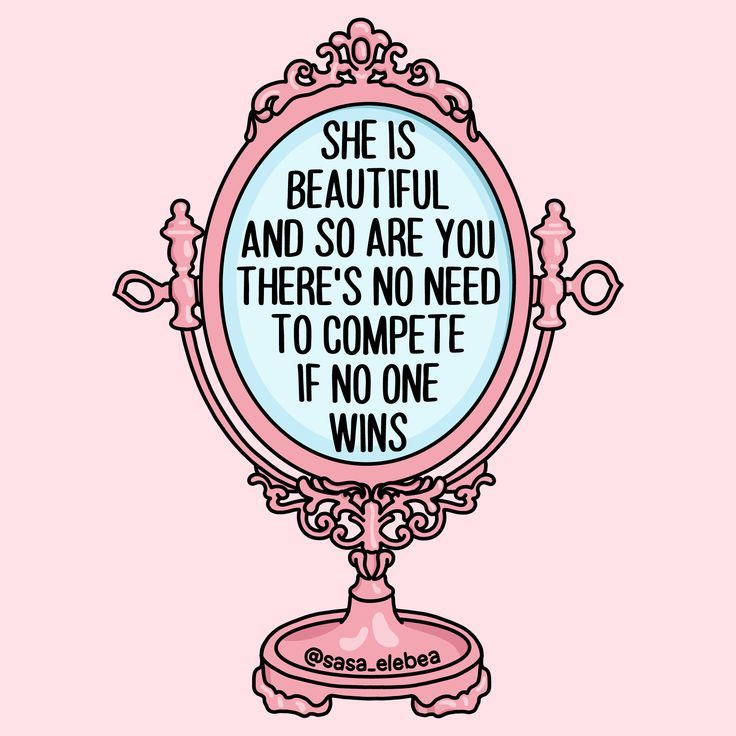 SHE IS
BEAUTIFUL
AND SO ARE YOU
THERE'S NO NEED
TO COMPETE
IF NO ONE
WINS
@sasa_elebea